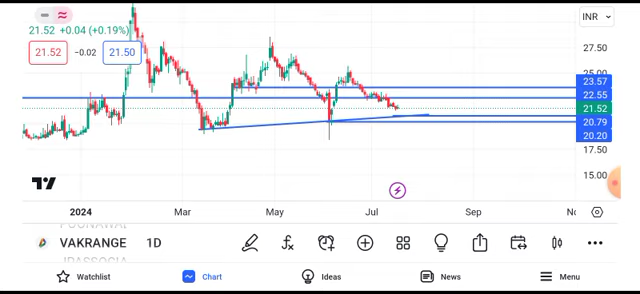 INR
21.52 +0.04 (+0.19%)
21.52
−0.02
21.50
27.50
25.00
23.57
22.55
21.52
20.79
20.20
17.50
15.00
2024 Mar May Jul Sep
VAKRANGE 1D
Watchlist Chart Ideas News Menu